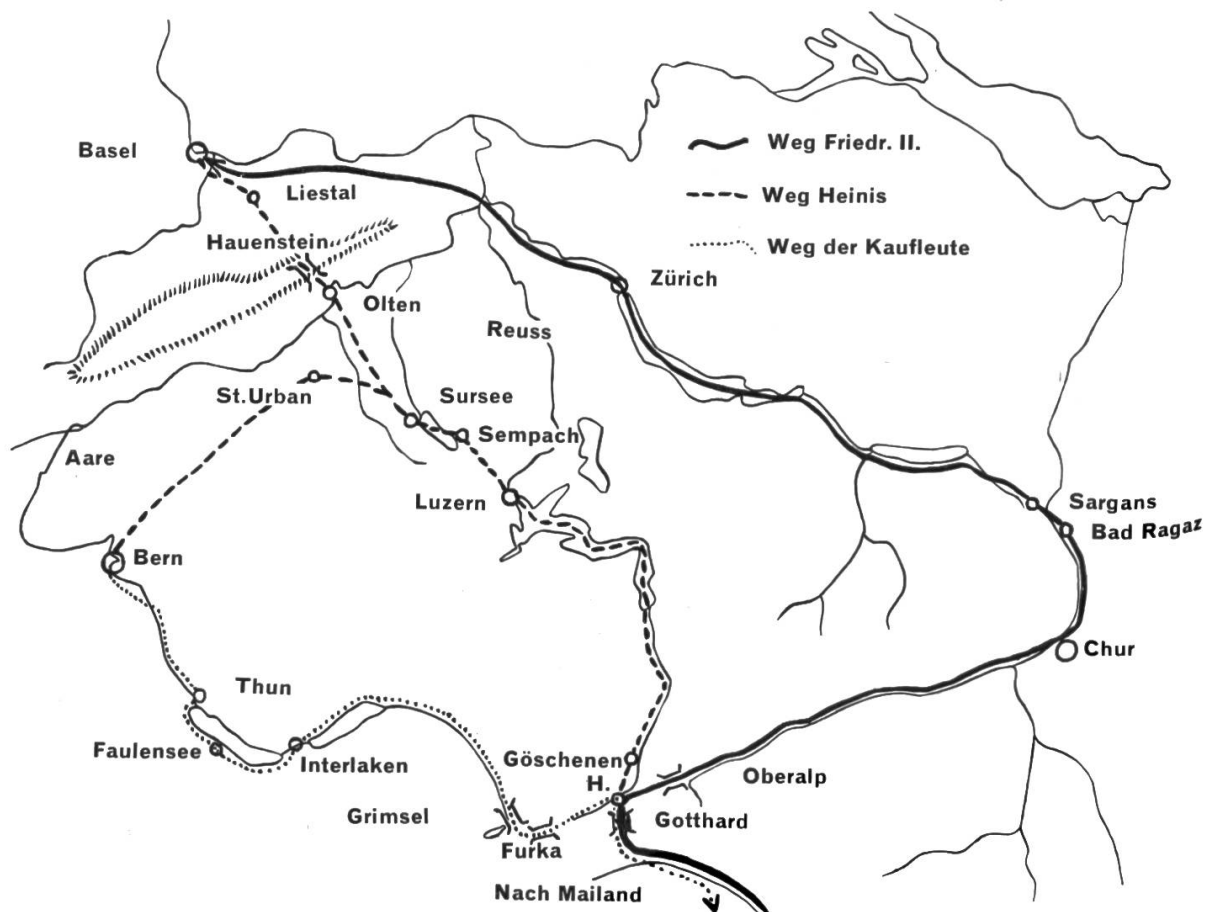 Basel
Weg Friedr. II.
Liestal
Weg Heinis
Hauenstein
Weg der Kaufleute
Zürich
Olten
Reuss
St.Urban
Sursee
Sempach
Aare
Luzern
Sargans
Bad Ragaz
Bern
Chur
Thun
Faulensee
Interlaken
Göschenen
H.
Oberalp
Grimsel
Gotthard
Furka
Nach Mailand